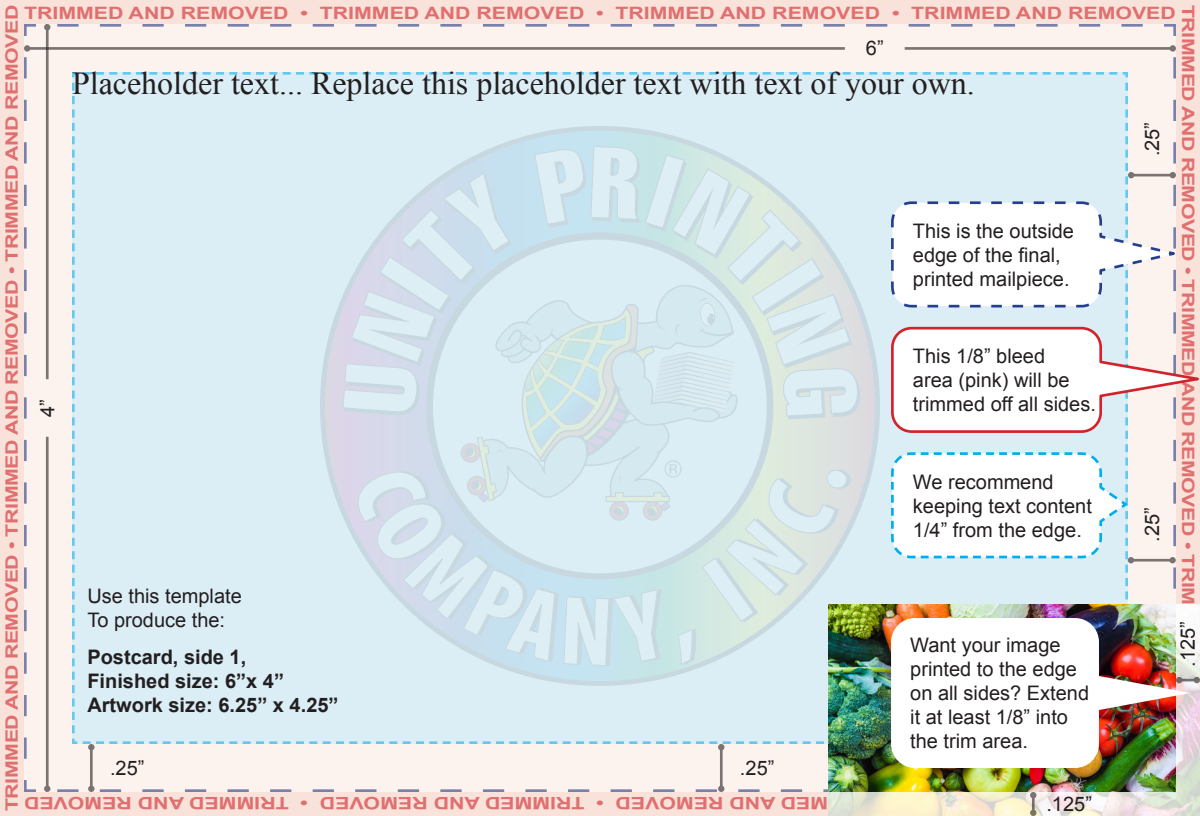 TRIMMED AND REMOVED • TRIMMED AND REMOVED • TRIMMED AND REMOVED • TRIMMED AND REMOVED
TRIMMED AND REMOVED • TRIMMED AND REMOVED • TRIM
TRIMMED AND REMOVED • TRIMMED AND REMOVED • TRIMMED AND REMOVED
6”
Placeholder text... Replace this placeholder text with text of your own.
.25”
UNITY PRINTING
COMPANY, INC.
®
This is the outside
edge of the final,
printed mailpiece.
This 1/8” bleed
area (pink) will be
trimmed off all sides.
4”
We recommend
keeping text content
1/4” from the edge.
.25”
Use this template
To produce the:
Postcard, side 1,
Finished size: 6”x 4”
Artwork size: 6.25” x 4.25”
Want your image
printed to the edge
on all sides? Extend
it at least 1/8” into
the trim area.
.125”
.25”
.25”
.125”
MED AND REMOVED • TRIMMED AND REMOVED • TRIMMED AND REMOVED